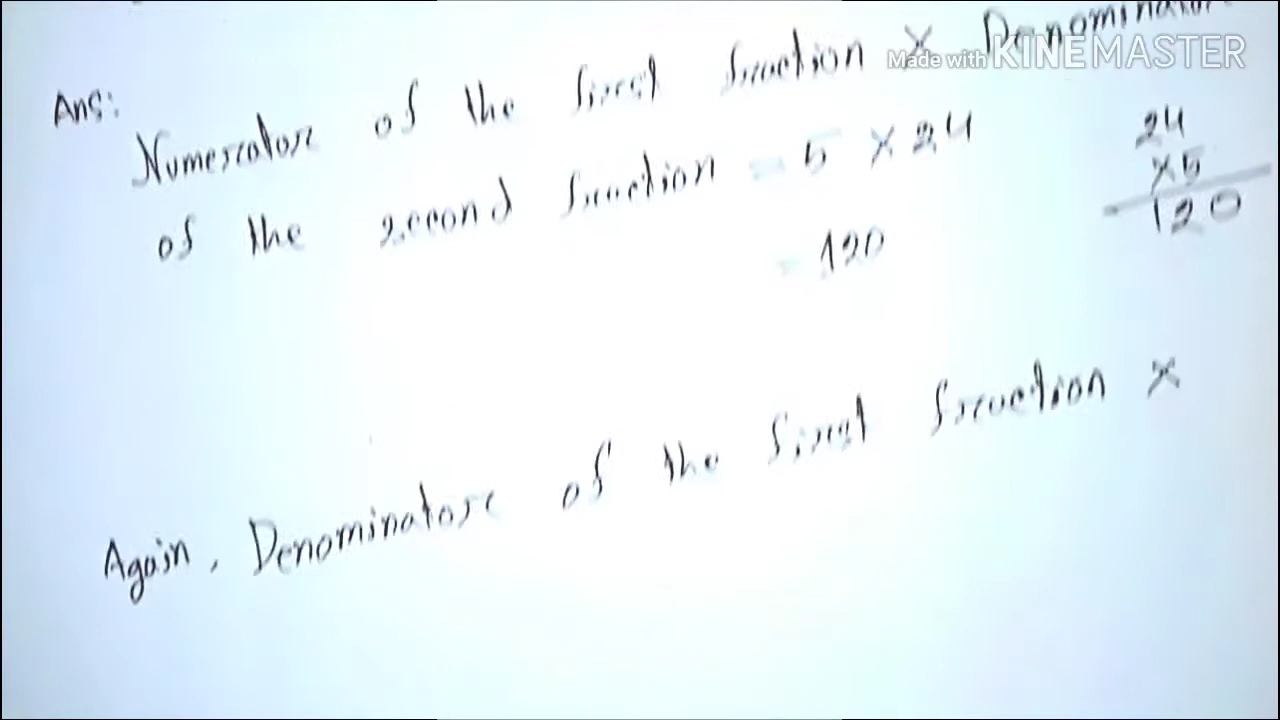 Made with KINEMASTER
Ans: Numerator of the first fraction × Denominator
of the second fraction = 5 × 24
= 120
24
×5
120
Again, Denominator of the first fraction ×